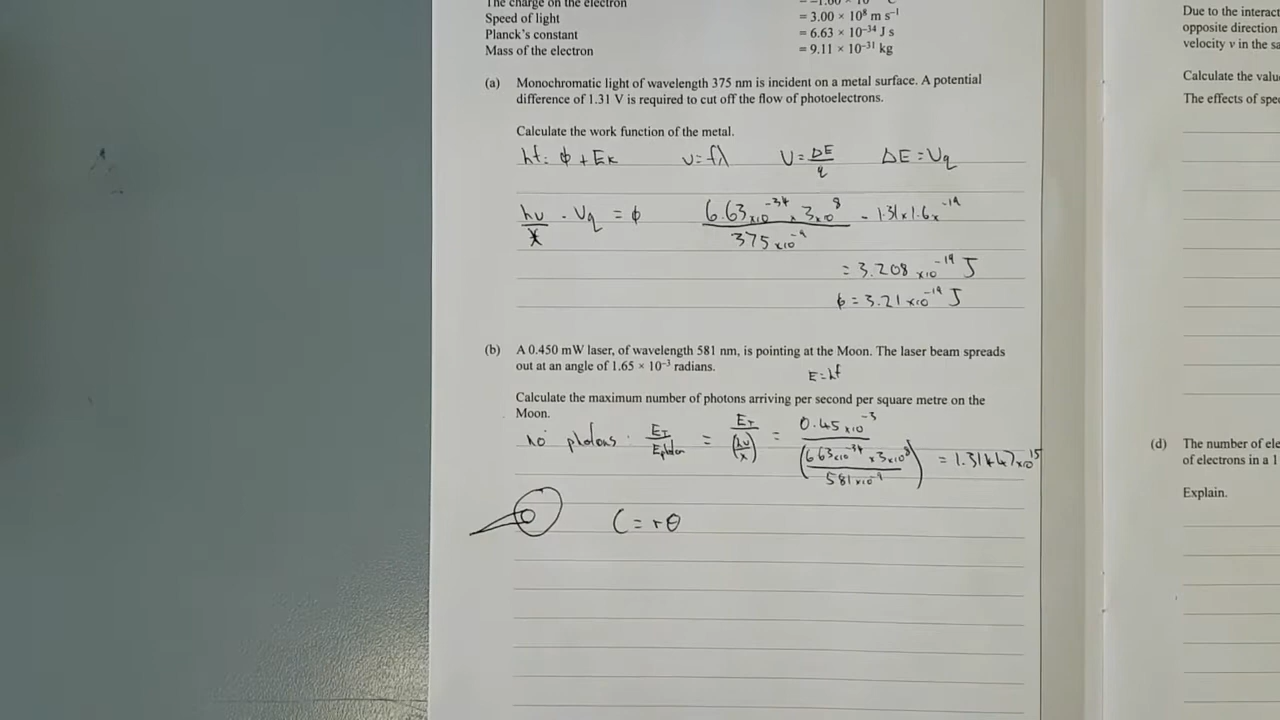 The charge on the electron
Speed of light = 3.00 × 10⁸ m s⁻¹
Planck's constant = 6.63 × 10⁻³⁴ J s
Mass of the electron = 9.11 × 10⁻³¹ kg
(a) Monochromatic light of wavelength 375 nm is incident on a metal surface. A potential
difference of 1.31 V is required to cut off the flow of photoelectrons.
Calculate the work function of the metal.
hf = ϕ + Eₖ v = fλ V = ΔE/q ΔE = Vq
hv/λ - Vq = ϕ 6.63×10⁻³⁴ × 3×10⁸ / 375×10⁻⁹ - 1.31×1.6×⁻¹⁹
= 3.208 ×10⁻¹⁹ J
ϕ = 3.21 ×10⁻¹⁹ J
(b) A 0.450 mW laser, of wavelength 581 nm, is pointing at the Moon. The laser beam spreads
out at an angle of 1.65 × 10⁻³ radians.
E = hf
Calculate the maximum number of photons arriving per second per square metre on the
Moon.
no photons : E_T/Ephoton = E_T/(hv/λ) = 0.45×10⁻³ / (6.63×10⁻³⁴ × 3×10⁸ / 581×10⁻⁹) = 1.31447×10¹⁵
C = rθ
Due to the interact
opposite direction
velocity v in the sa
Calculate the valu
The effects of spe
(d) The number of ele
of electrons in a 1
Explain.